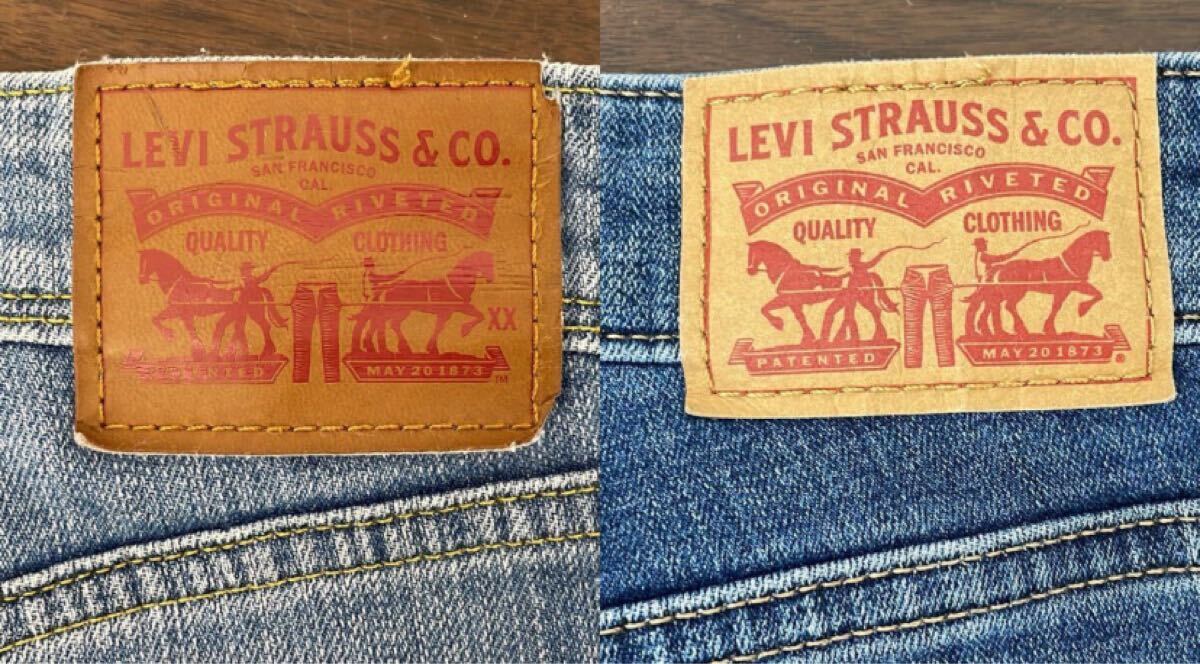 LEVI STRAUSS & CO.
SAN FRANCISCO
CAL.
ORIGINAL RIVETED
QUALITY CLOTHING
XX
PATENTED MAY 20 1873 ™
LEVI STRAUSS & CO.
SAN FRANCISCO
CAL.
ORIGINAL RIVETED
QUALITY CLOTHING
PATENTED MAY 20 1873 ®